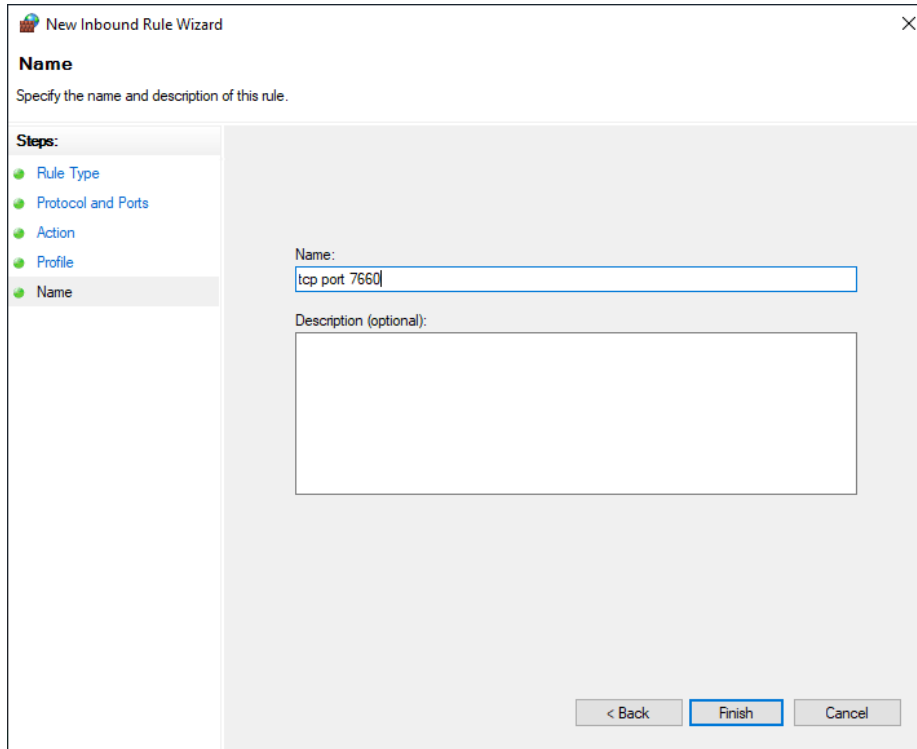 New Inbound Rule Wizard
Name
Specify the name and description of this rule.
Steps:
Rule Type
Protocol and Ports
Action
Profile
Name
Name:
tcp port 7660
Description (optional):
< Back
Finish
Cancel